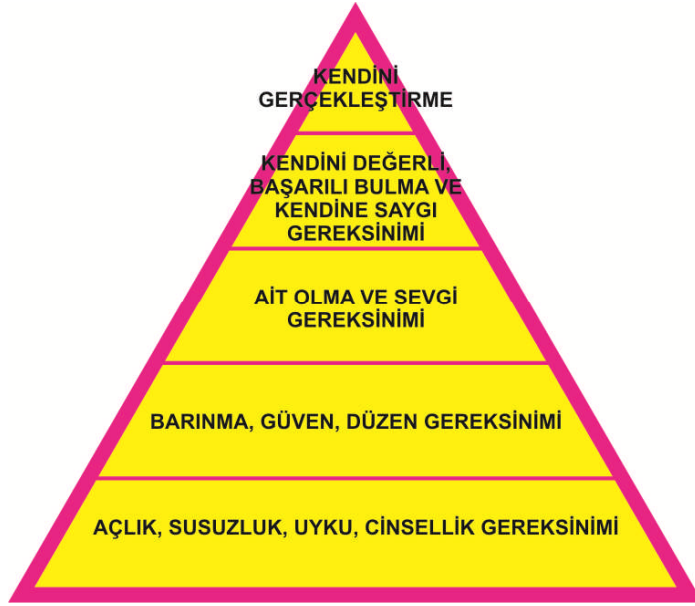 KENDİNİ
GERÇEKLEŞTİRME
KENDİNİ DEĞERLİ,
BAŞARILI BULMA VE
KENDİNE SAYGI
GEREKSİNİMİ
AİT OLMA VE SEVGİ
GEREKSİNİMİ
BARINMA, GÜVEN, DÜZEN GEREKSİNİMİ
AÇLIK, SUSUZLUK, UYKU, CİNSELLİK GEREKSİNİMİ